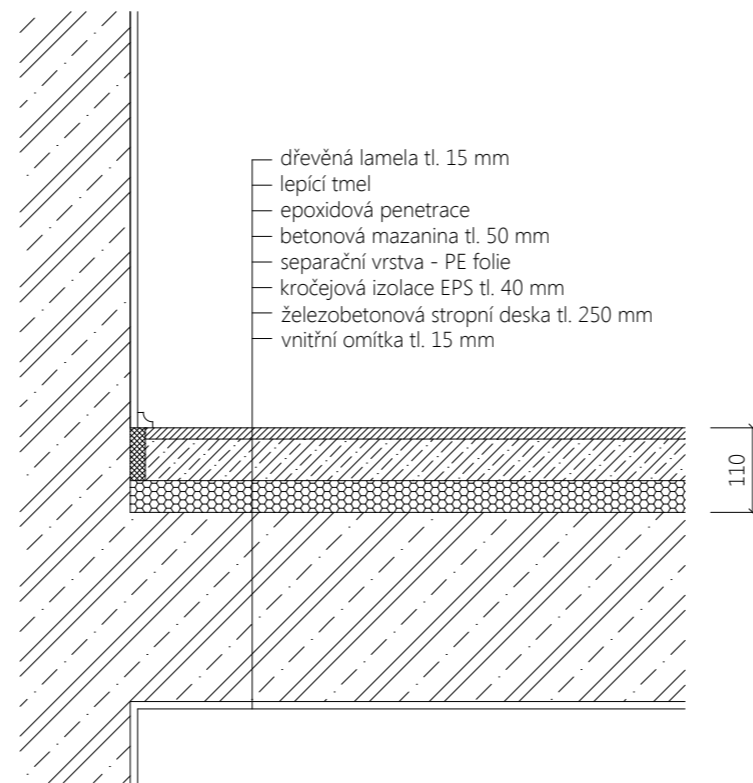 dřevěná lamela tl. 15 mm
lepící tmel
epoxidová penetrace
betonová mazanina tl. 50 mm
separační vrstva - PE folie
kročejová izolace EPS tl. 40 mm
železobetonová stropní deska tl. 250 mm
vnitřní omítka tl. 15 mm
110